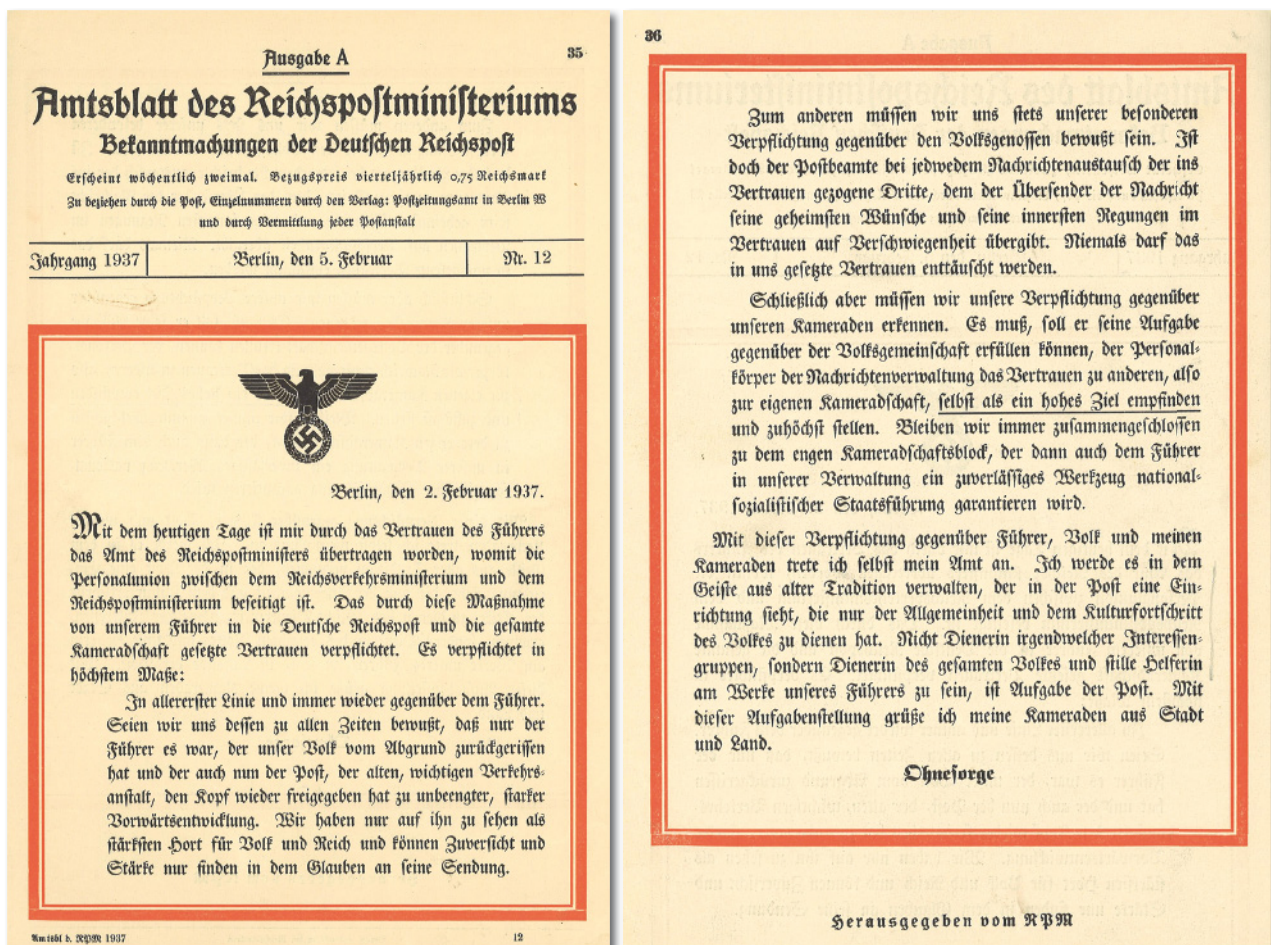 Ausgabe A
35
Amtsblatt des Reichspostministeriums
Bekanntmachungen der Deutschen Reichspost
Erscheint wöchentlich zweimal. Bezugspreis vierteljährlich 0,75 Reichsmark
Zu beziehen durch die Post, Einzelnummern durch den Verlag: Postzeitungsamt in Berlin W
und durch Vermittlung jeder Postanstalt
Jahrgang 1937
Berlin, den 5. Februar
Nr. 12
Berlin, den 2. Februar 1937.
Mit dem heutigen Tage ist mir durch das Vertrauen des Führers
das Amt des Reichspostministers übertragen worden, womit die
Personalunion zwischen dem Reichsverkehrsministerium und dem
Reichspostministerium beseitigt ist. Das durch diese Maßnahme
von unserem Führer in die Deutsche Reichspost und die gesamte
Kameradschaft gesetzte Vertrauen verpflichtet. Es verpflichtet in
höchstem Maße:
In allererster Linie und immer wieder gegenüber dem Führer.
Seien wir uns dessen zu allen Zeiten bewußt, daß nur der
Führer es war, der unser Volk vom Abgrund zurückgerissen
hat und der auch nun der Post, der alten, wichtigen Verkehrs-
anstalt, den Kopf wieder freigegeben hat zu unbeengter, starker
Vorwärtsentwicklung. Wir haben nur auf ihn zu sehen als
stärksten Hort für Volk und Reich und können Zuversicht und
Stärke nur finden in dem Glauben an seine Sendung.
Amtsbl d. RPM 1937
12
36
Zum anderen müssen wir uns stets unserer besonderen
Verpflichtung gegenüber den Volksgenossen bewußt sein. Ist
doch der Postbeamte bei jedwedem Nachrichtenaustausch der ins
Vertrauen gezogene Dritte, dem der Übersender der Nachricht
seine geheimsten Wünsche und seine innersten Regungen im
Vertrauen auf Verschwiegenheit übergibt. Niemals darf das
in uns gesetzte Vertrauen enttäuscht werden.
Schließlich aber müssen wir unsere Verpflichtung gegenüber
unseren Kameraden erkennen. Es muß, soll er seine Aufgabe
gegenüber der Volksgemeinschaft erfüllen können, der Personal-
körper der Nachrichtenverwaltung das Vertrauen zu anderen, also
zur eigenen Kameradschaft, selbst als ein hohes Ziel empfinden
und zuhöchst stellen. Bleiben wir immer zusammengeschlossen
zu dem engen Kameradschaftsblock, der dann auch dem Führer
in unserer Verwaltung ein zuverlässiges Werkzeug national-
sozialistischer Staatsführung garantieren wird.
Mit dieser Verpflichtung gegenüber Führer, Volk und meinen
Kameraden trete ich selbst mein Amt an. Ich werde es in dem
Geiste aus alter Tradition verwalten, der in der Post eine Ein-
richtung sieht, die nur der Allgemeinheit und dem Kulturfortschritt
des Volkes zu dienen hat. Nicht Dienerin irgendwelcher Interessen-
gruppen, sondern Dienerin des gesamten Volkes und stille Helferin
am Werke unseres Führers zu sein, ist Aufgabe der Post. Mit
dieser Aufgabenstellung grüße ich meine Kameraden aus Stadt
und Land.
Ohnesorge
Herausgegeben vom RPM